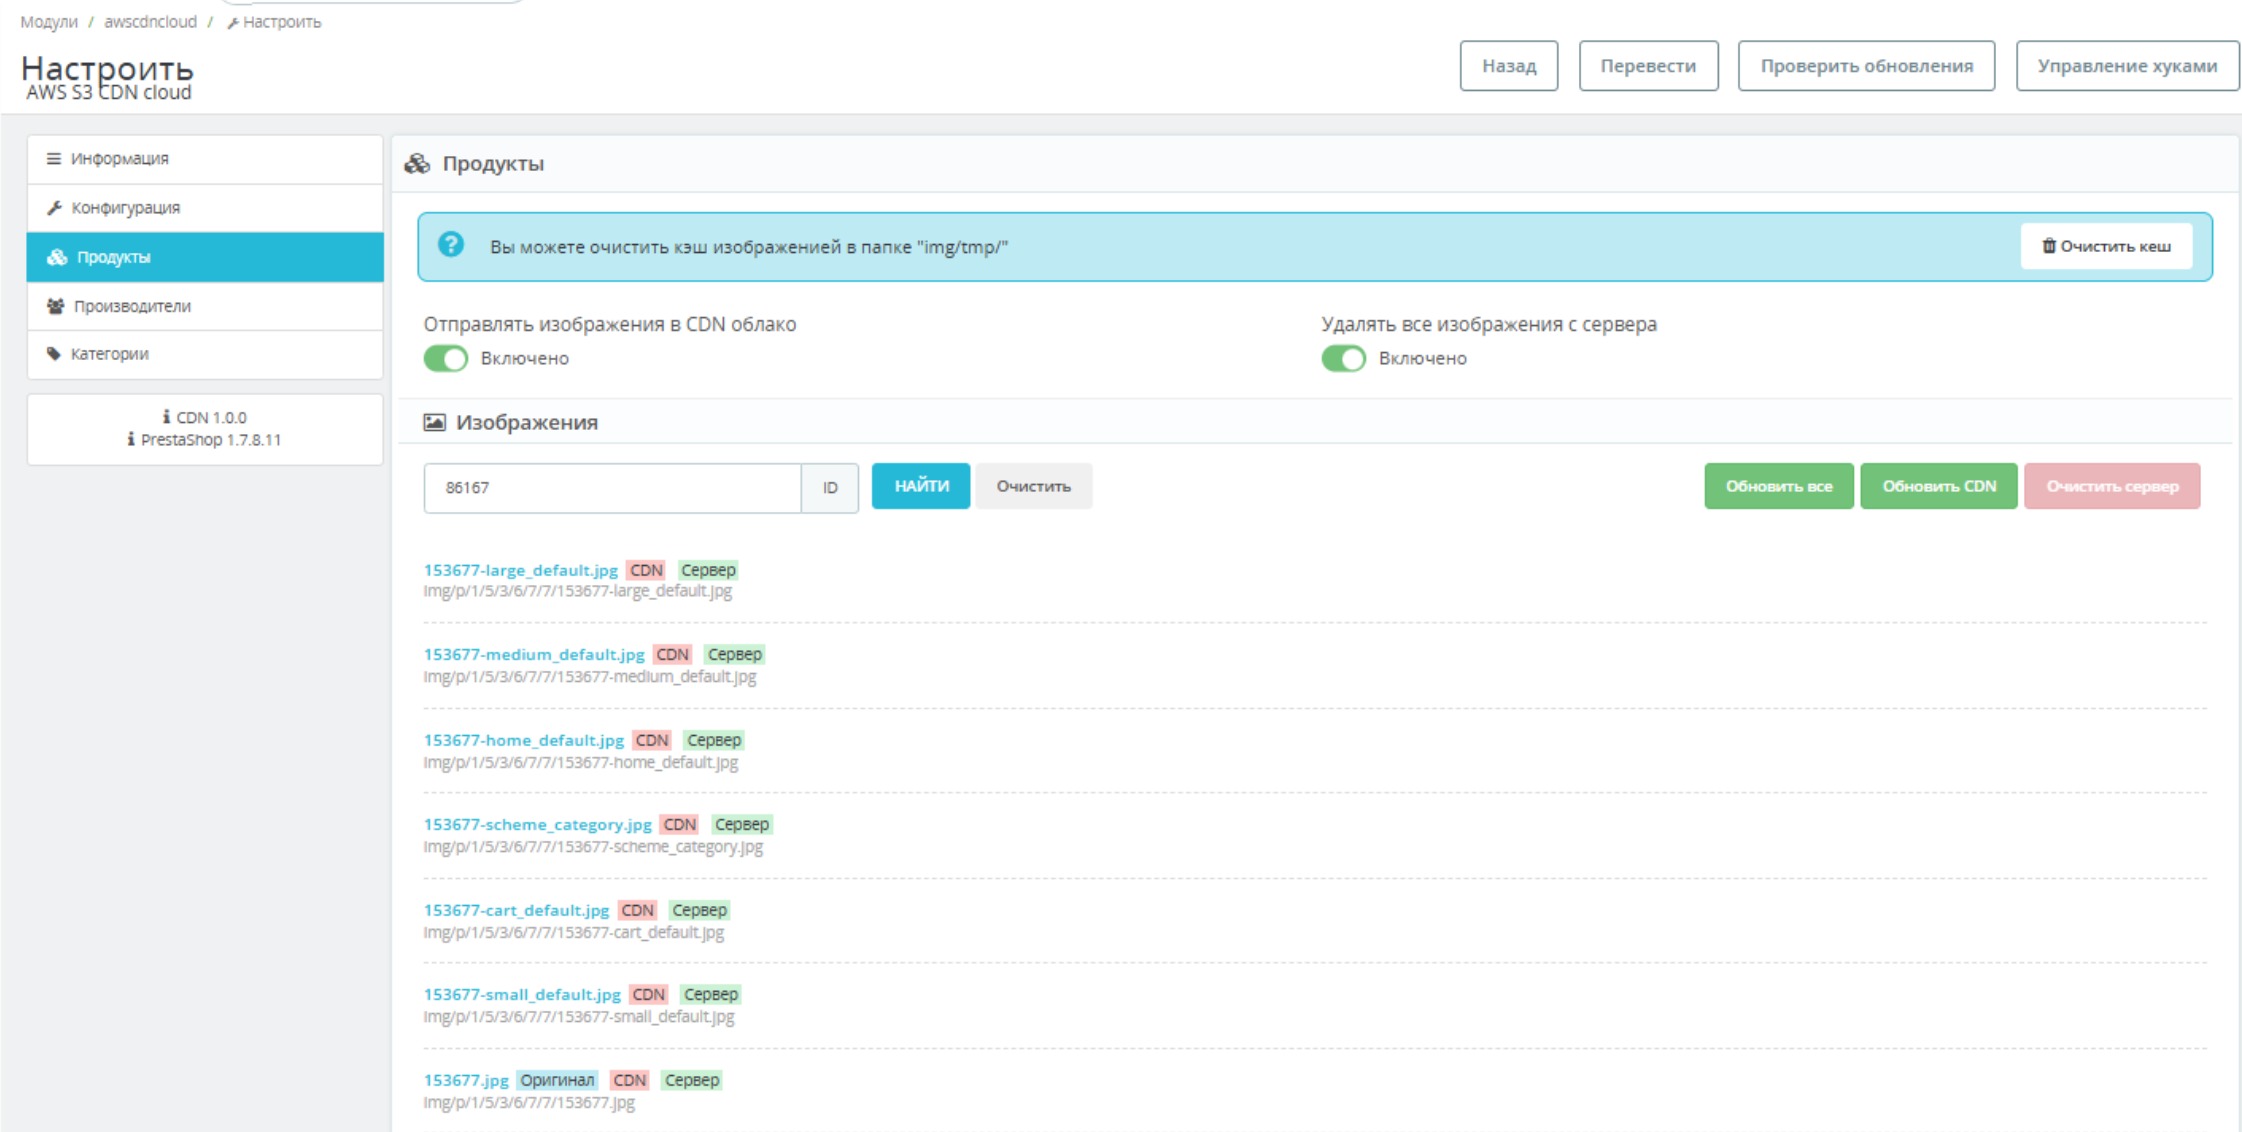 Модули / awscdncloud / Настроить
Настроить
AWS S3 CDN cloud
Назад
Перевести
Проверить обновления
Управление хуками
Информация
Конфигурация
Продукты
Производители
Категории
CDN 1.0.0
PrestaShop 1.7.8.11
Продукты
Вы можете очистить кэш изображенией в папке "img/tmp/"
Очистить кеш
Отправлять изображения в CDN облако
Включено
Удалять все изображения с сервера
Включено
Изображения
86167
ID
НАЙТИ
Очистить
Обновить все
Обновить CDN
Очистить сервер
153677-large_default.jpg CDN Сервер
img/p/1/5/3/6/7/7/153677-large_default.jpg
153677-medium_default.jpg CDN Сервер
img/p/1/5/3/6/7/7/153677-medium_default.jpg
153677-home_default.jpg CDN Сервер
img/p/1/5/3/6/7/7/153677-home_default.jpg
153677-scheme_category.jpg CDN Сервер
img/p/1/5/3/6/7/7/153677-scheme_category.jpg
153677-cart_default.jpg CDN Сервер
img/p/1/5/3/6/7/7/153677-cart_default.jpg
153677-small_default.jpg CDN Сервер
img/p/1/5/3/6/7/7/153677-small_default.jpg
153677.jpg Оригинал CDN Сервер
img/p/1/5/3/6/7/7/153677.jpg